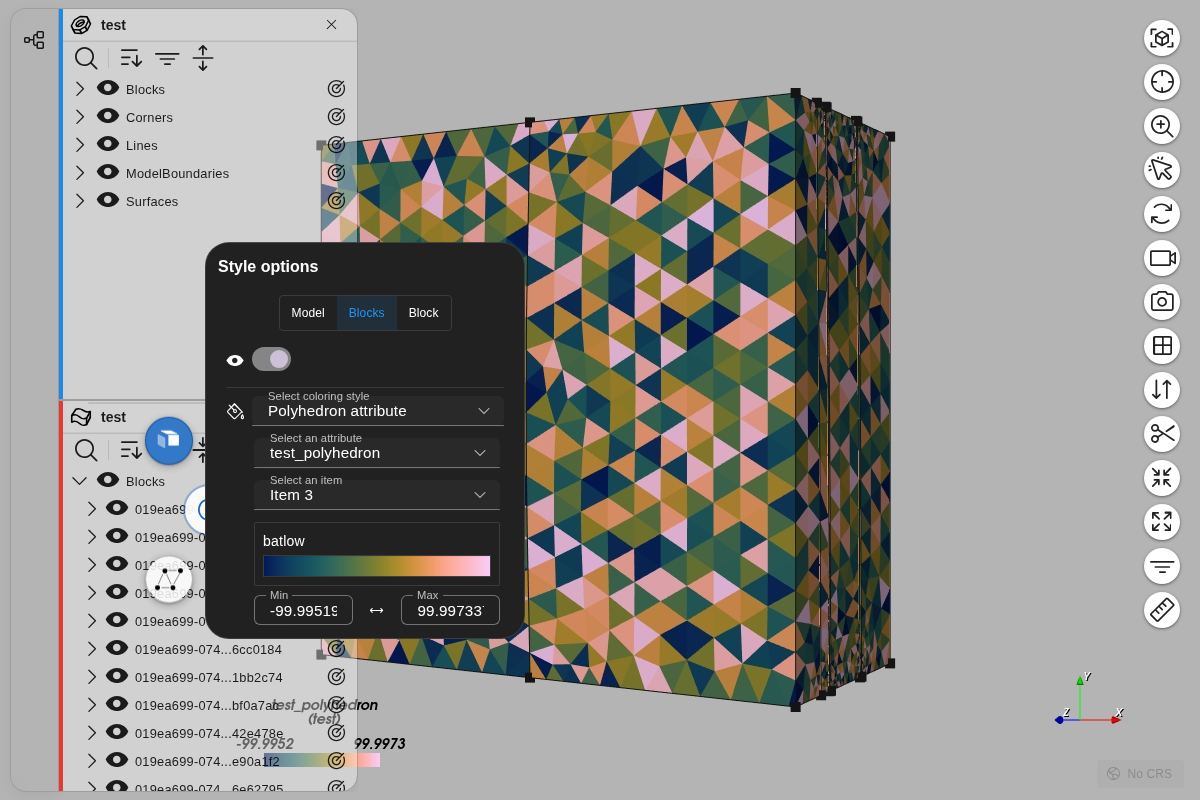 test
Blocks
Corners
Lines
ModelBoundaries
Surfaces
Style options
Model
Blocks
Block
Select coloring style
Polyhedron attribute
Select an attribute
test_polyhedron
Select an item
Item 3
batlow
Min
-99.9951
Max
99.99733
test
Blocks
019ea699-074...6cc0184
019ea699-074...1bb2c74
019ea699-074...bf0a7ac
019ea699-074...42e478e
019ea699-074...e90a1f2
019ea699-074...6e62795
test_polyhedron
(test)
-99.9952
99.9973
Y
Z
X
No CRS